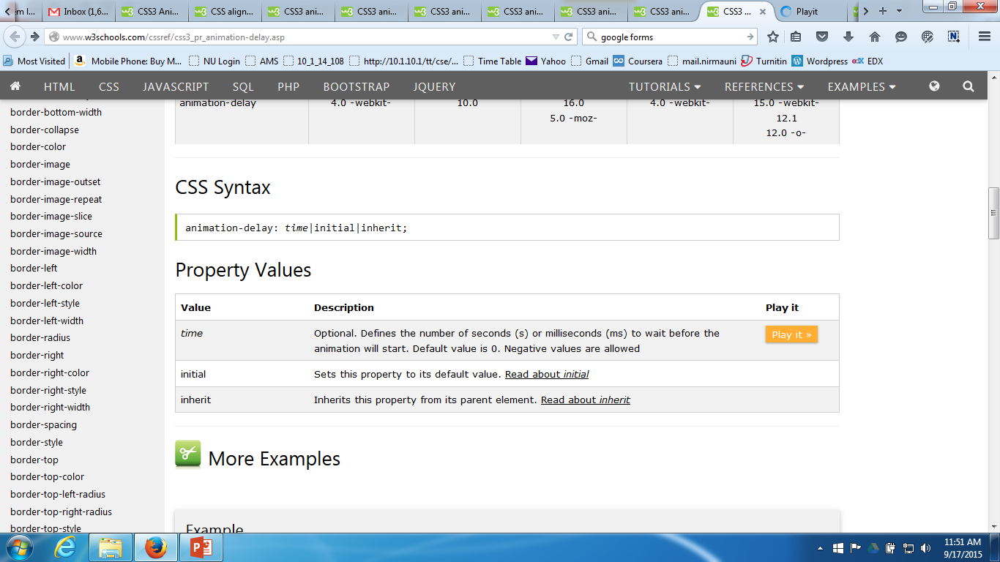 em l...
Inbox (1,6...
CSS3 Ani...
CSS align...
CSS3 ani...
CSS3 ani...
CSS3 ani...
CSS3 ani...
CSS3 ani...
CSS3 ani...
CSS3 ...
Playit
www.w3schools.com/cssref/css3_pr_animation-delay.asp
google forms
Most Visited
Mobile Phone: Buy M...
NU Login
AMS
10_1_14_108
http://10.1.10.1/tt/cse/...
Time Table
Yahoo
Gmail
Coursera
mail.nirmauni
Turnitin
Wordpress
edX EDX
HTML CSS JAVASCRIPT SQL PHP BOOTSTRAP JQUERY TUTORIALS REFERENCES EXAMPLES
border-bottom-width
border-collapse
border-color
border-image
border-image-outset
border-image-repeat
border-image-slice
border-image-source
border-image-width
border-left
border-left-color
border-left-style
border-left-width
border-radius
border-right
border-right-color
border-right-style
border-right-width
border-spacing
border-style
border-top
border-top-color
border-top-left-radius
border-top-right-radius
border-top-style
animation-delay 4.0 -webkit- 10.0 16.0 4.0 -webkit- 15.0 -webkit-
5.0 -moz- 12.1
12.0 -o-
CSS Syntax
animation-delay: time|initial|inherit;
Property Values
Value Description Play it
time Optional. Defines the number of seconds (s) or milliseconds (ms) to wait before the Play it »
animation will start. Default value is 0. Negative values are allowed
initial Sets this property to its default value. Read about initial
inherit Inherits this property from its parent element. Read about inherit
More Examples
Example
11:51 AM
9/17/2015